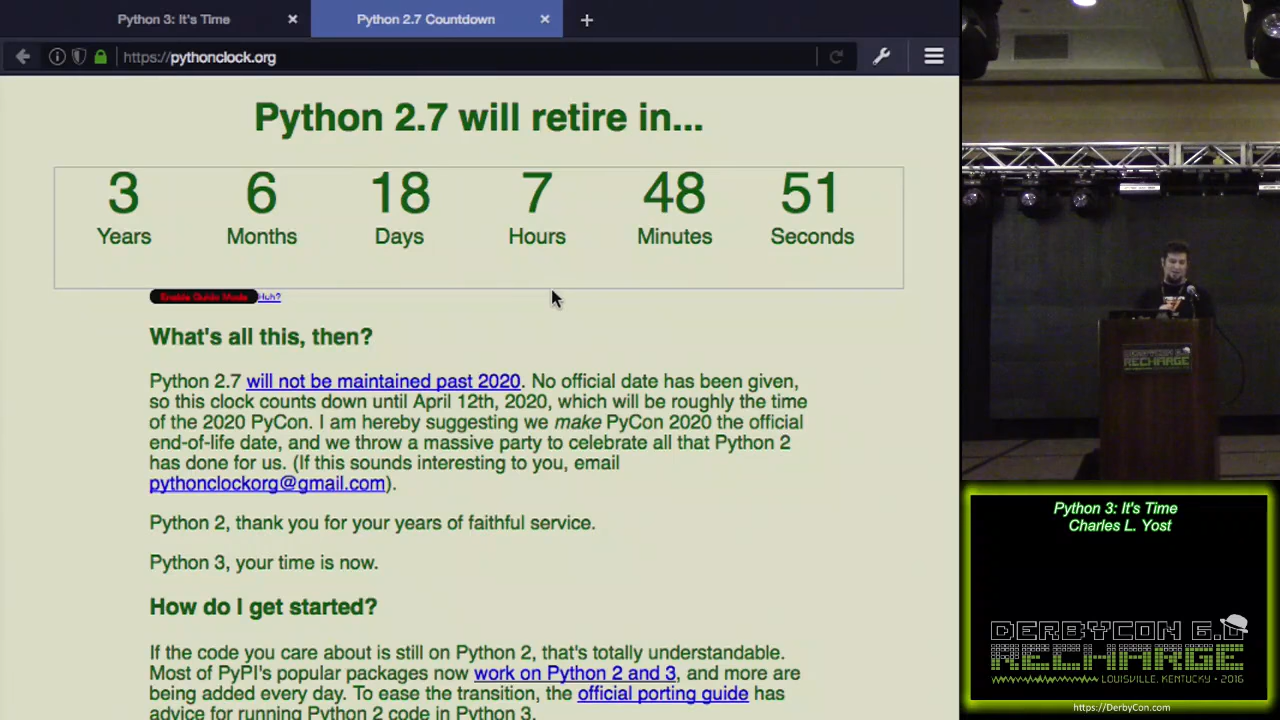 Python 3: It's Time
Python 2.7 Countdown
https://pythonclock.org
Python 2.7 will retire in...
3 6 18 7 48 51
Years Months Days Hours Minutes Seconds
Enable Guido Mode Huh?
What's all this, then?
Python 2.7 will not be maintained past 2020. No official date has been given,
so this clock counts down until April 12th, 2020, which will be roughly the time
of the 2020 PyCon. I am hereby suggesting we make PyCon 2020 the official
end-of-life date, and we throw a massive party to celebrate all that Python 2
has done for us. (If this sounds interesting to you, email
pythonclockorg@gmail.com).
Python 2, thank you for your years of faithful service.
Python 3, your time is now.
How do I get started?
If the code you care about is still on Python 2, that's totally understandable.
Most of PyPI's popular packages now work on Python 2 and 3, and more are
being added every day. To ease the transition, the official porting guide has
advice for running Python 2 code in Python 3.
DERBYCON 6.0
RECHARGE
Python 3: It's Time
Charles L. Yost
DERBYCON 6.0
RECHARGE
LOUISVILLE, KENTUCKY • 2016
https://DerbyCon.com